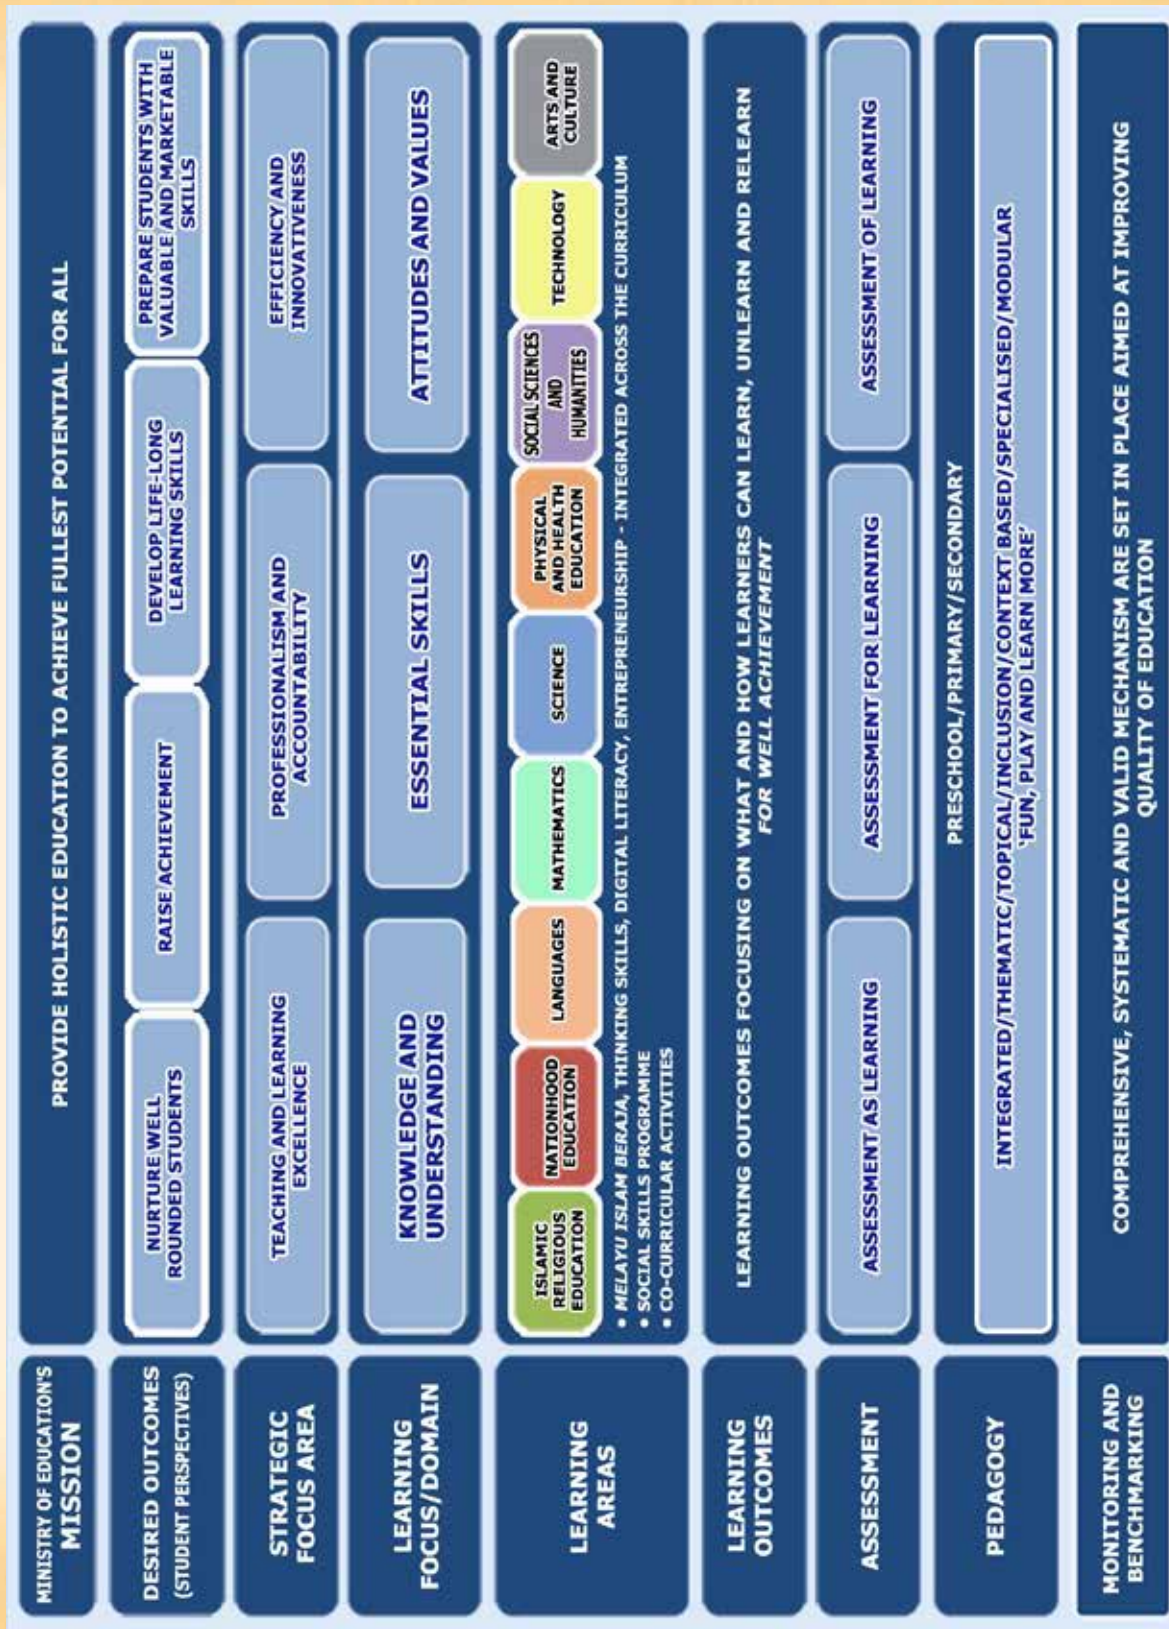 MINISTRY OF EDUCATION'S
MISSION
PROVIDE HOLISTIC EDUCATION TO ACHIEVE FULLEST POTENTIAL FOR ALL
DESIRED OUTCOMES
(STUDENT PERSPECTIVES)
NURTURE WELL
ROUNDED STUDENTS
RAISE ACHIEVEMENT
DEVELOP LIFE-LONG
LEARNING SKILLS
PREPARE STUDENTS WITH
VALUABLE AND MARKETABLE
SKILLS
STRATEGIC
FOCUS AREA
TEACHING AND LEARNING
EXCELLENCE
PROFESSIONALISM AND
ACCOUNTABILITY
EFFICIENCY AND
INNOVATIVENESS
LEARNING
FOCUS/DOMAIN
KNOWLEDGE AND
UNDERSTANDING
ESSENTIAL SKILLS
ATTITUDES AND VALUES
LEARNING
AREAS
ISLAMIC
RELIGIOUS
EDUCATION
NATIONHOOD
EDUCATION
LANGUAGES
MATHEMATICS
SCIENCE
PHYSICAL
AND HEALTH
EDUCATION
SOCIAL SCIENCES
AND
HUMANITIES
TECHNOLOGY
ARTS AND
CULTURE
• MELAYU ISLAM BERAJA, THINKING SKILLS, DIGITAL LITERACY, ENTREPRENEURSHIP - INTEGRATED ACROSS THE CURRICULUM
• SOCIAL SKILLS PROGRAMME
• CO-CURRICULAR ACTIVITIES
LEARNING
OUTCOMES
LEARNING OUTCOMES FOCUSING ON WHAT AND HOW LEARNERS CAN LEARN, UNLEARN AND RELEARN
FOR WELL ACHIEVEMENT
ASSESSMENT
ASSESSMENT AS LEARNING
ASSESSMENT FOR LEARNING
ASSESSMENT OF LEARNING
PEDAGOGY
PRESCHOOL/PRIMARY/SECONDARY
INTEGRATED/THEMATIC/TOPICAL/INCLUSION/CONTEXT BASED/SPECIALISED/MODULAR
'FUN, PLAY AND LEARN MORE'
MONITORING AND
BENCHMARKING
COMPREHENSIVE, SYSTEMATIC AND VALID MECHANISM ARE SET IN PLACE AIMED AT IMPROVING
QUALITY OF EDUCATION